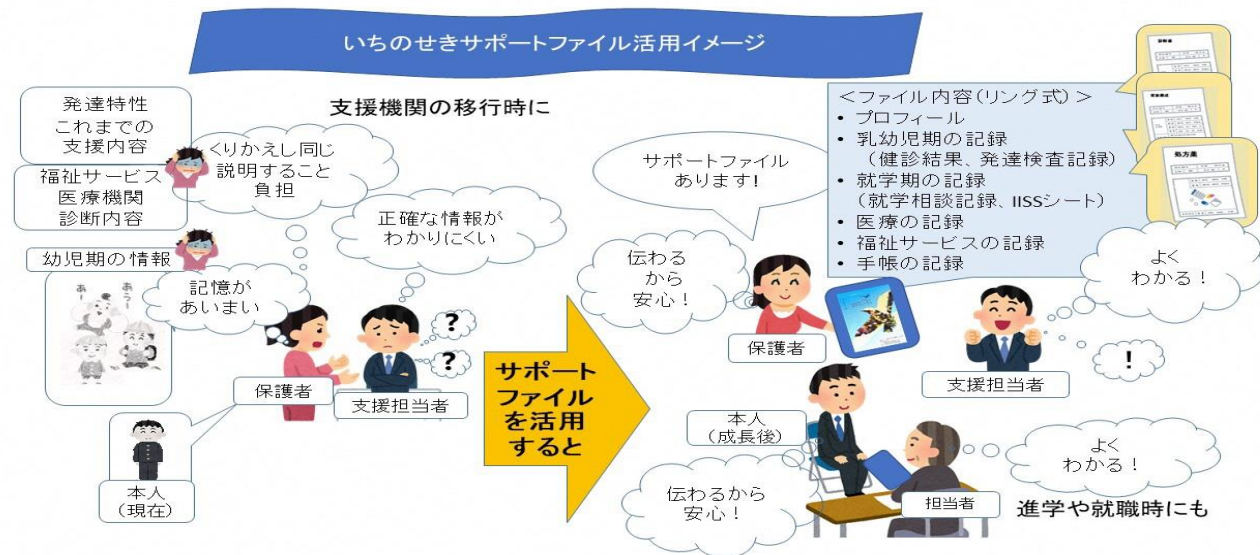 いちのせきサポートファイル活用イメージ
支援機関の移行時に
発達特性
これまでの
支援内容
福祉サービス
医療機関
診断内容
幼児期の情報
くりかえし同じ
説明すること
負担
正確な情報が
わかりにくい
記憶が
あいまい
あ～
あう～
?
?
保護者
支援担当者
本人
(現在)
サポート
ファイル
を活用
すると
サポートファイル
あります!
<ファイル内容(リング式)>
• プロフィール
• 乳幼児期の記録
(健診結果、発達検査記録)
• 就学期の記録
(就学相談記録、IISSシート)
• 医療の記録
• 福祉サービスの記録
• 手帳の記録
処方薬
伝わる
から
安心!
保護者
よく
わかる!
!
支援担当者
本人
(成長後)
伝わるから
安心!
よく
わかる!
担当者
進学や就職時にも